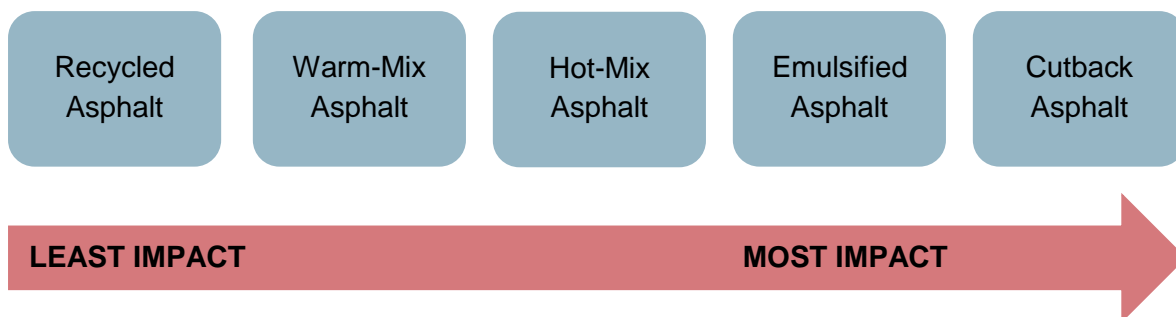 Recycled
Asphalt
Warm-Mix
Asphalt
Hot-Mix
Asphalt
Emulsified
Asphalt
Cutback
Asphalt
LEAST IMPACT
MOST IMPACT